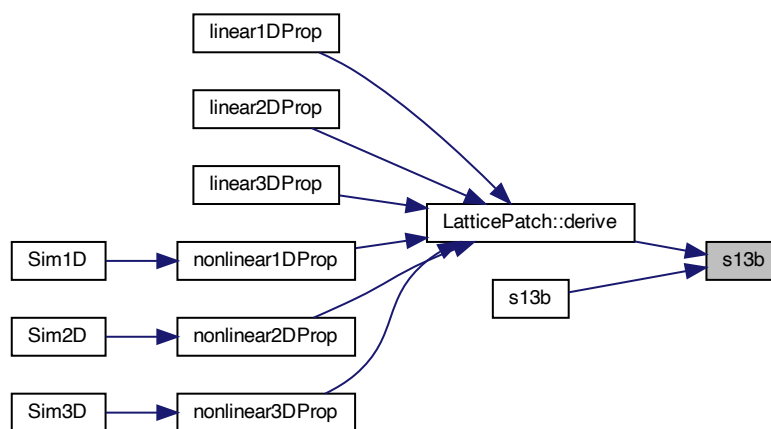 linear1DProp
linear2DProp
linear3DProp
LatticePatch::derive
Sim1D
nonlinear1DProp
s13b
s13b
Sim2D
nonlinear2DProp
Sim3D
nonlinear3DProp